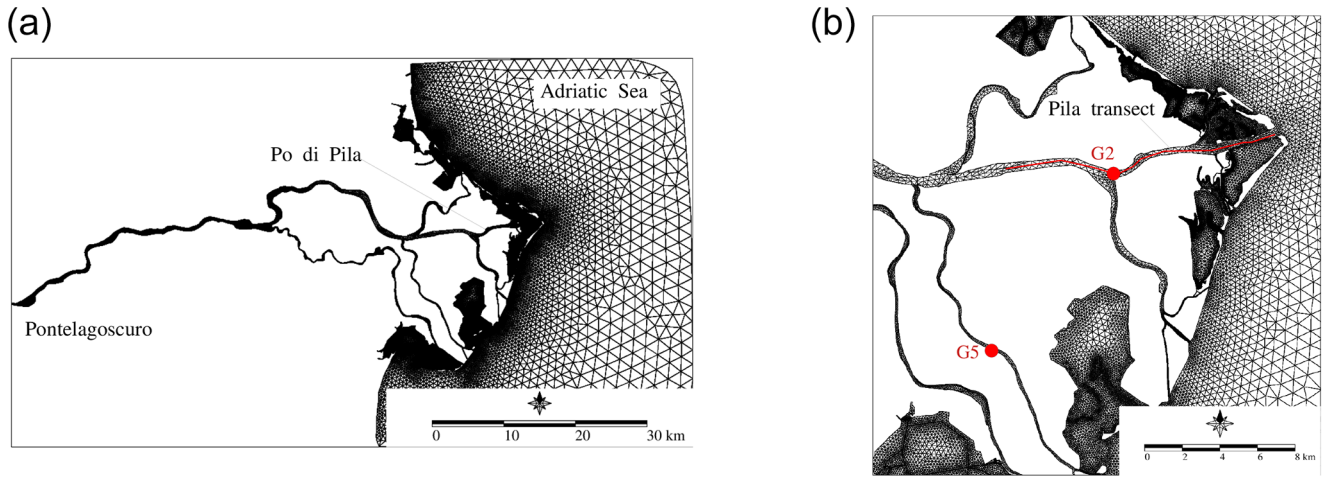 (a)
Adriatic Sea
Po di Pila
Pontelagoscuro
0 10 20 30 km
(b)
Pila transect
G2
G5
0 2 4 6 8 km